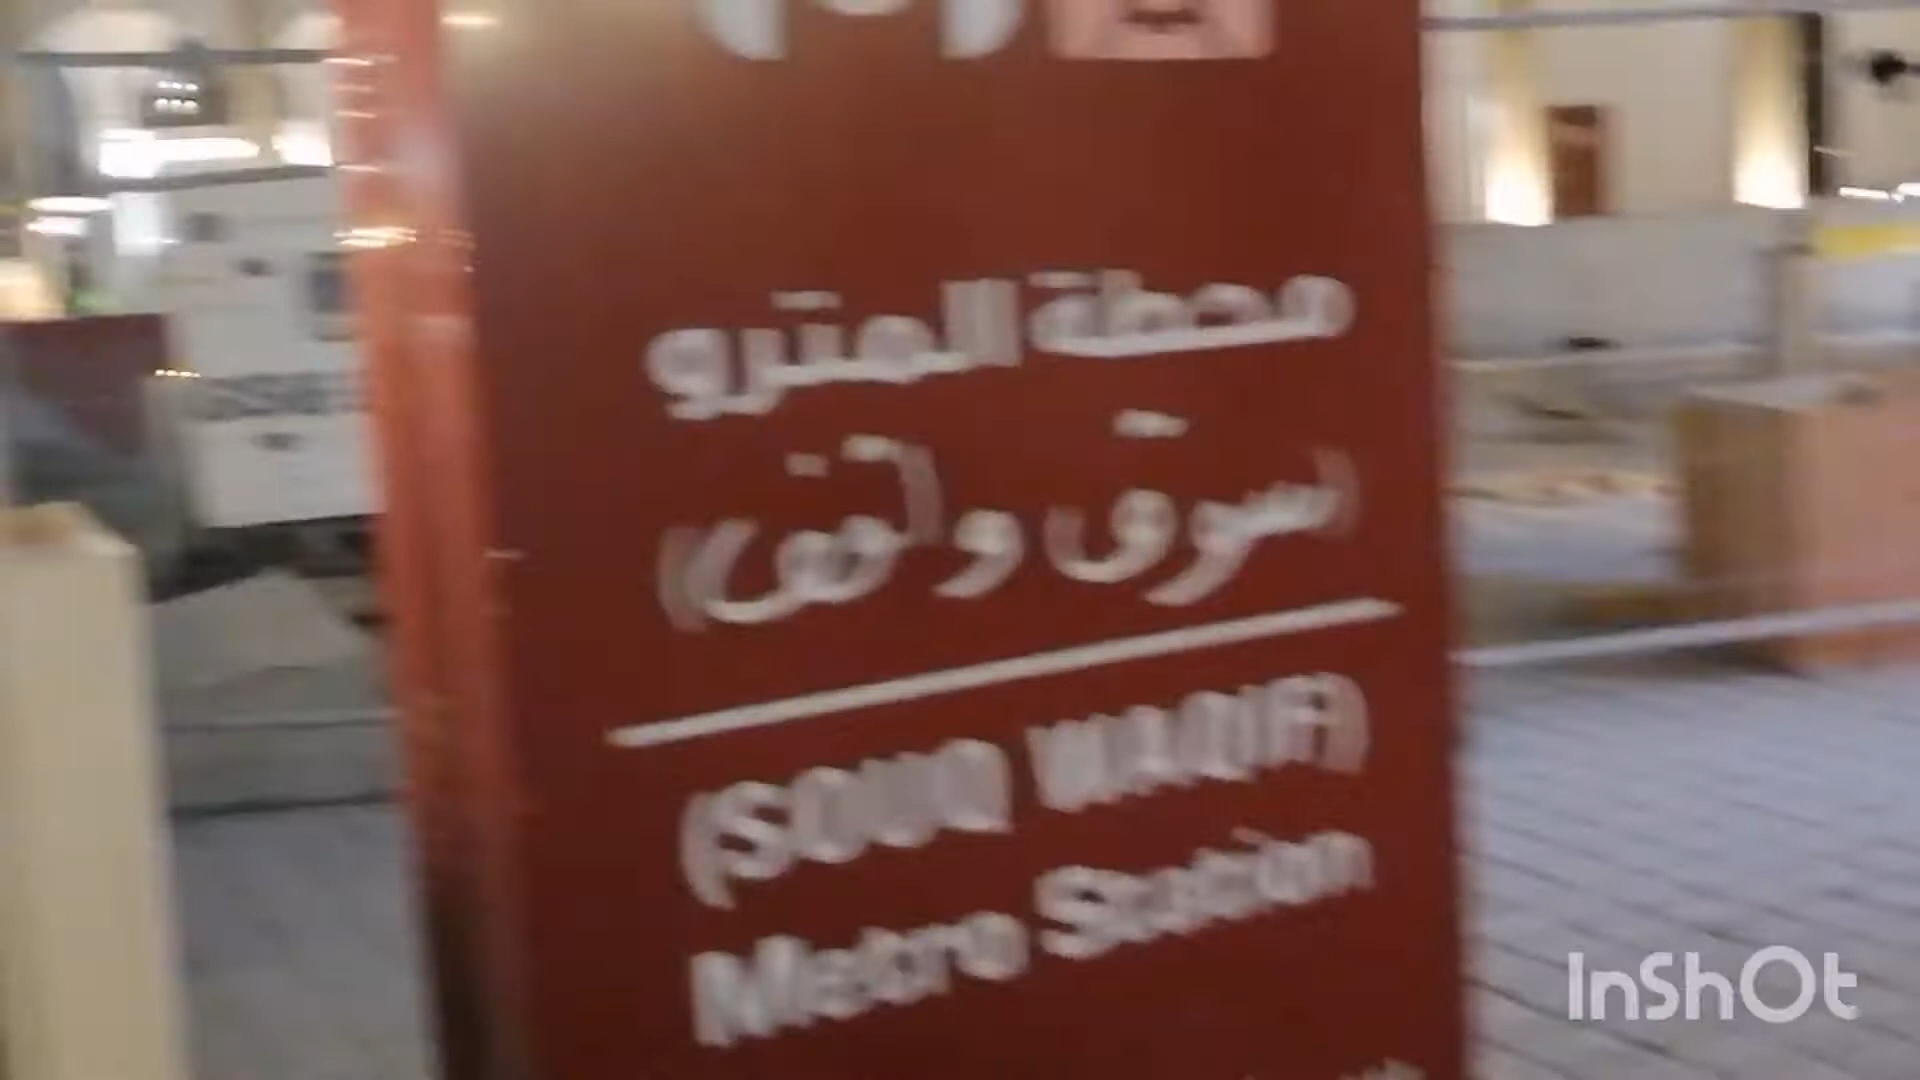 محطة المترو
(سوق واقف)
(SOUQ WAQIF)
Metro Station
InShOt